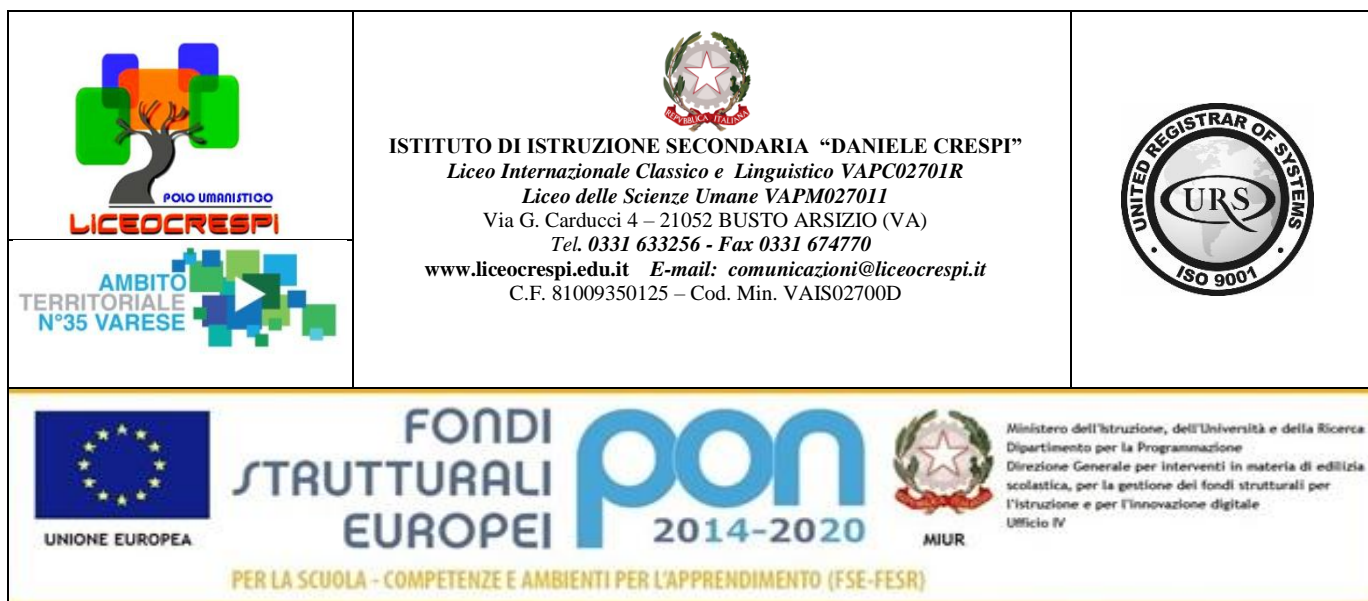 POLO UMANISTICO
LICEOCRESPI
AMBITO
TERRITORIALE
N°35 VARESE
REPVBBLICA ITALIANA
ISTITUTO DI ISTRUZIONE SECONDARIA “DANIELE CRESPI”
Liceo Internazionale Classico e Linguistico VAPC02701R
Liceo delle Scienze Umane VAPM027011
Via G. Carducci 4 – 21052 BUSTO ARSIZIO (VA)
Tel. 0331 633256 - Fax 0331 674770
www.liceocrespi.edu.it E-mail: comunicazioni@liceocrespi.it
C.F. 81009350125 – Cod. Min. VAIS02700D
UNITED REGISTRAR OF SYSTEMS
URS
ISO 9001
UNIONE EUROPEA
FONDI
STRUTTURALI
EUROPEI
pon
2014-2020
MIUR
Ministero dell'Istruzione, dell'Università e della Ricerca
Dipartimento per la Programmazione
Direzione Generale per interventi in materia di edilizia
scolastica, per la gestione dei fondi strutturali per
l'istruzione e per l'innovazione digitale
Ufficio IV
PER LA SCUOLA - COMPETENZE E AMBIENTI PER L'APPRENDIMENTO (FSE-FESR)